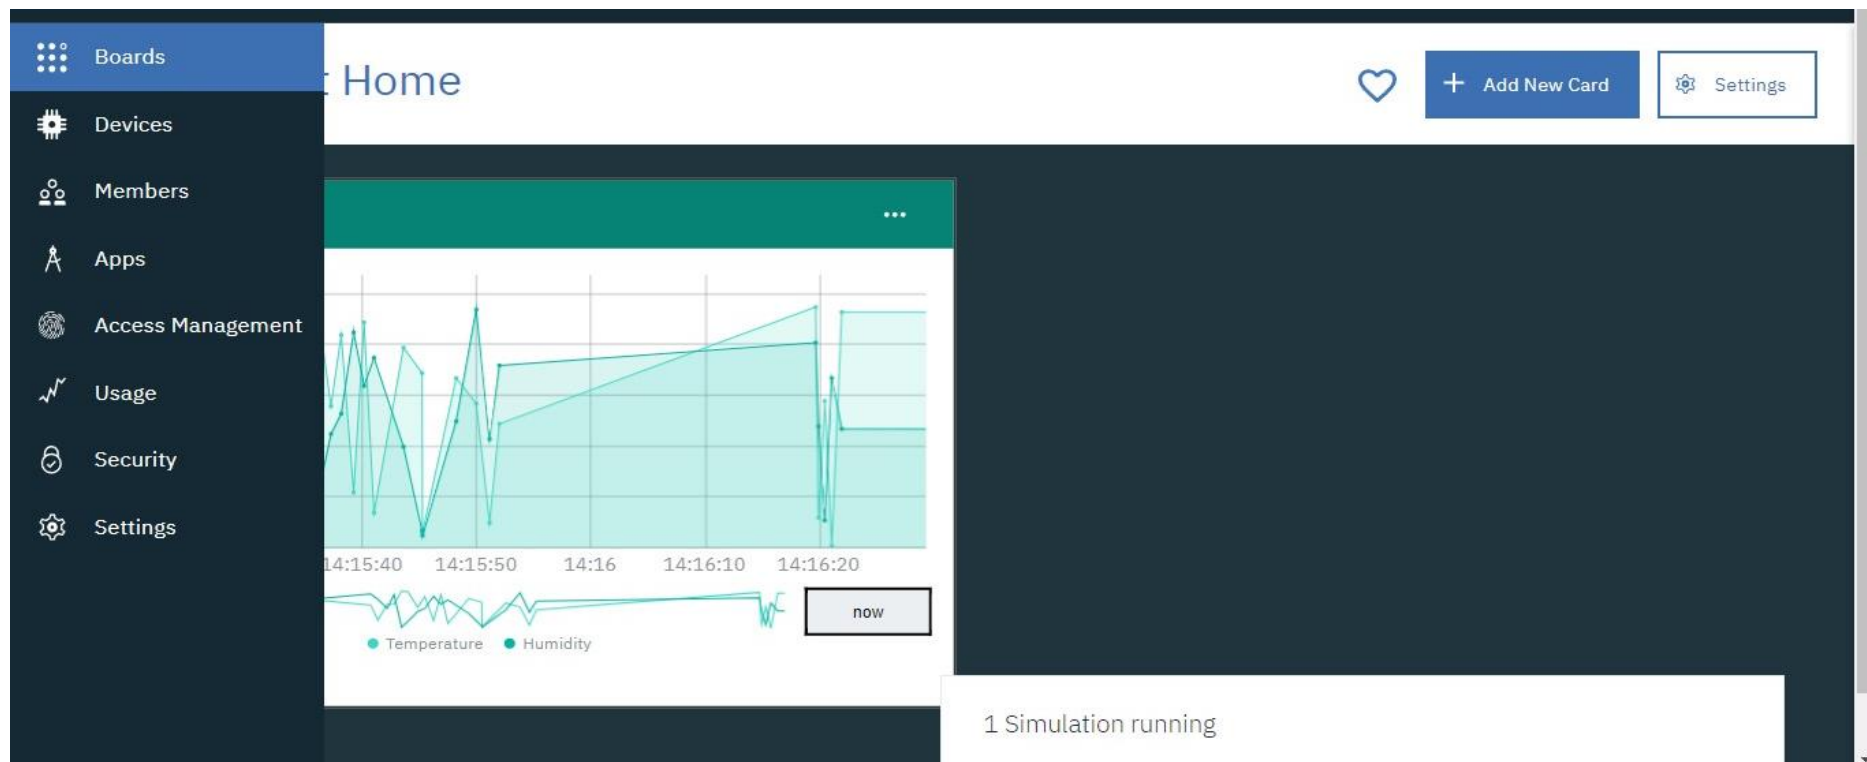 Boards
Devices
Members
Apps
Access Management
Usage
Security
Settings
Home
+ Add New Card
Settings
14:15:40 14:15:50 14:16 14:16:10 14:16:20
now
Temperature Humidity
1 Simulation running